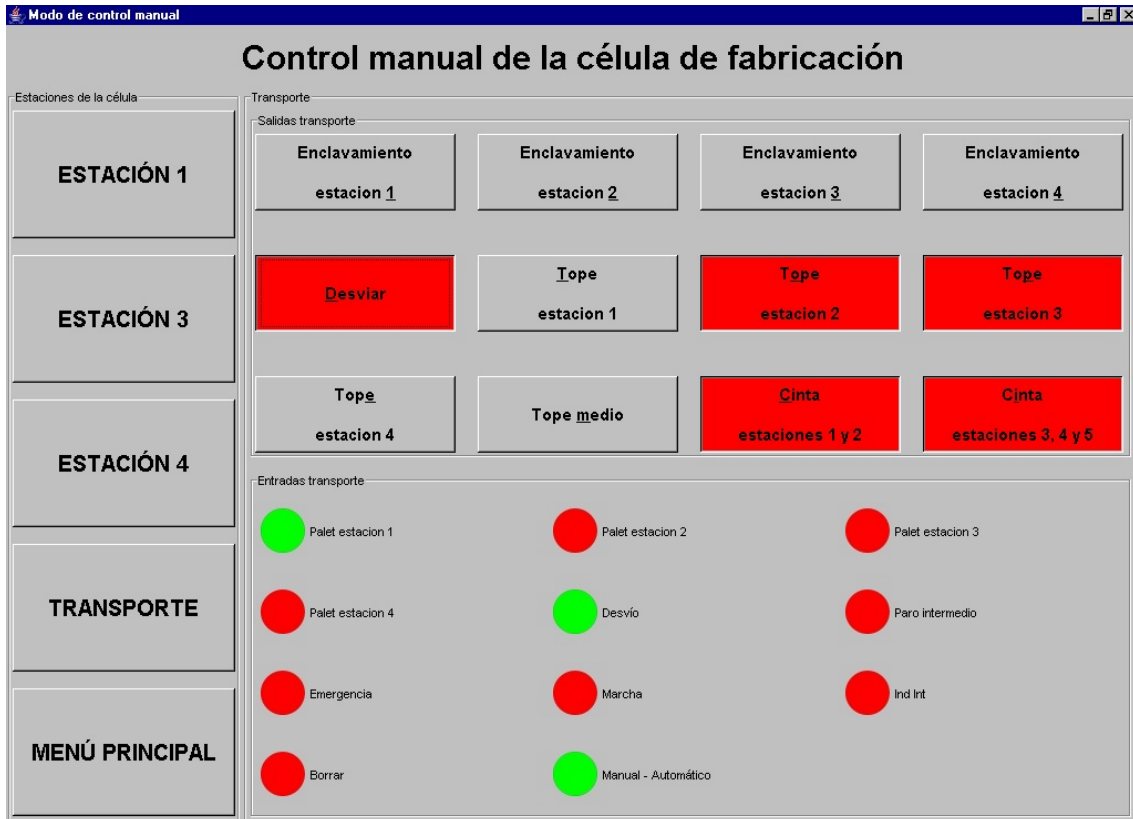 Modo de control manual
Control manual de la célula de fabricación
Estaciones de la célula
ESTACIÓN 1
ESTACIÓN 3
ESTACIÓN 4
TRANSPORTE
MENÚ PRINCIPAL
Transporte
Salidas transporte
Enclavamiento
estacion 1
Enclavamiento
estacion 2
Enclavamiento
estacion 3
Enclavamiento
estacion 4
Desviar
Tope
estacion 1
Tope
estacion 2
Tope
estacion 3
Tope
estacion 4
Tope medio
Cinta
estaciones 1 y 2
Cinta
estaciones 3, 4 y 5
Entradas transporte
Palet estacion 1
Palet estacion 2
Palet estacion 3
Palet estacion 4
Desvío
Paro intermedio
Emergencia
Marcha
Ind Int
Borrar
Manual - Automático